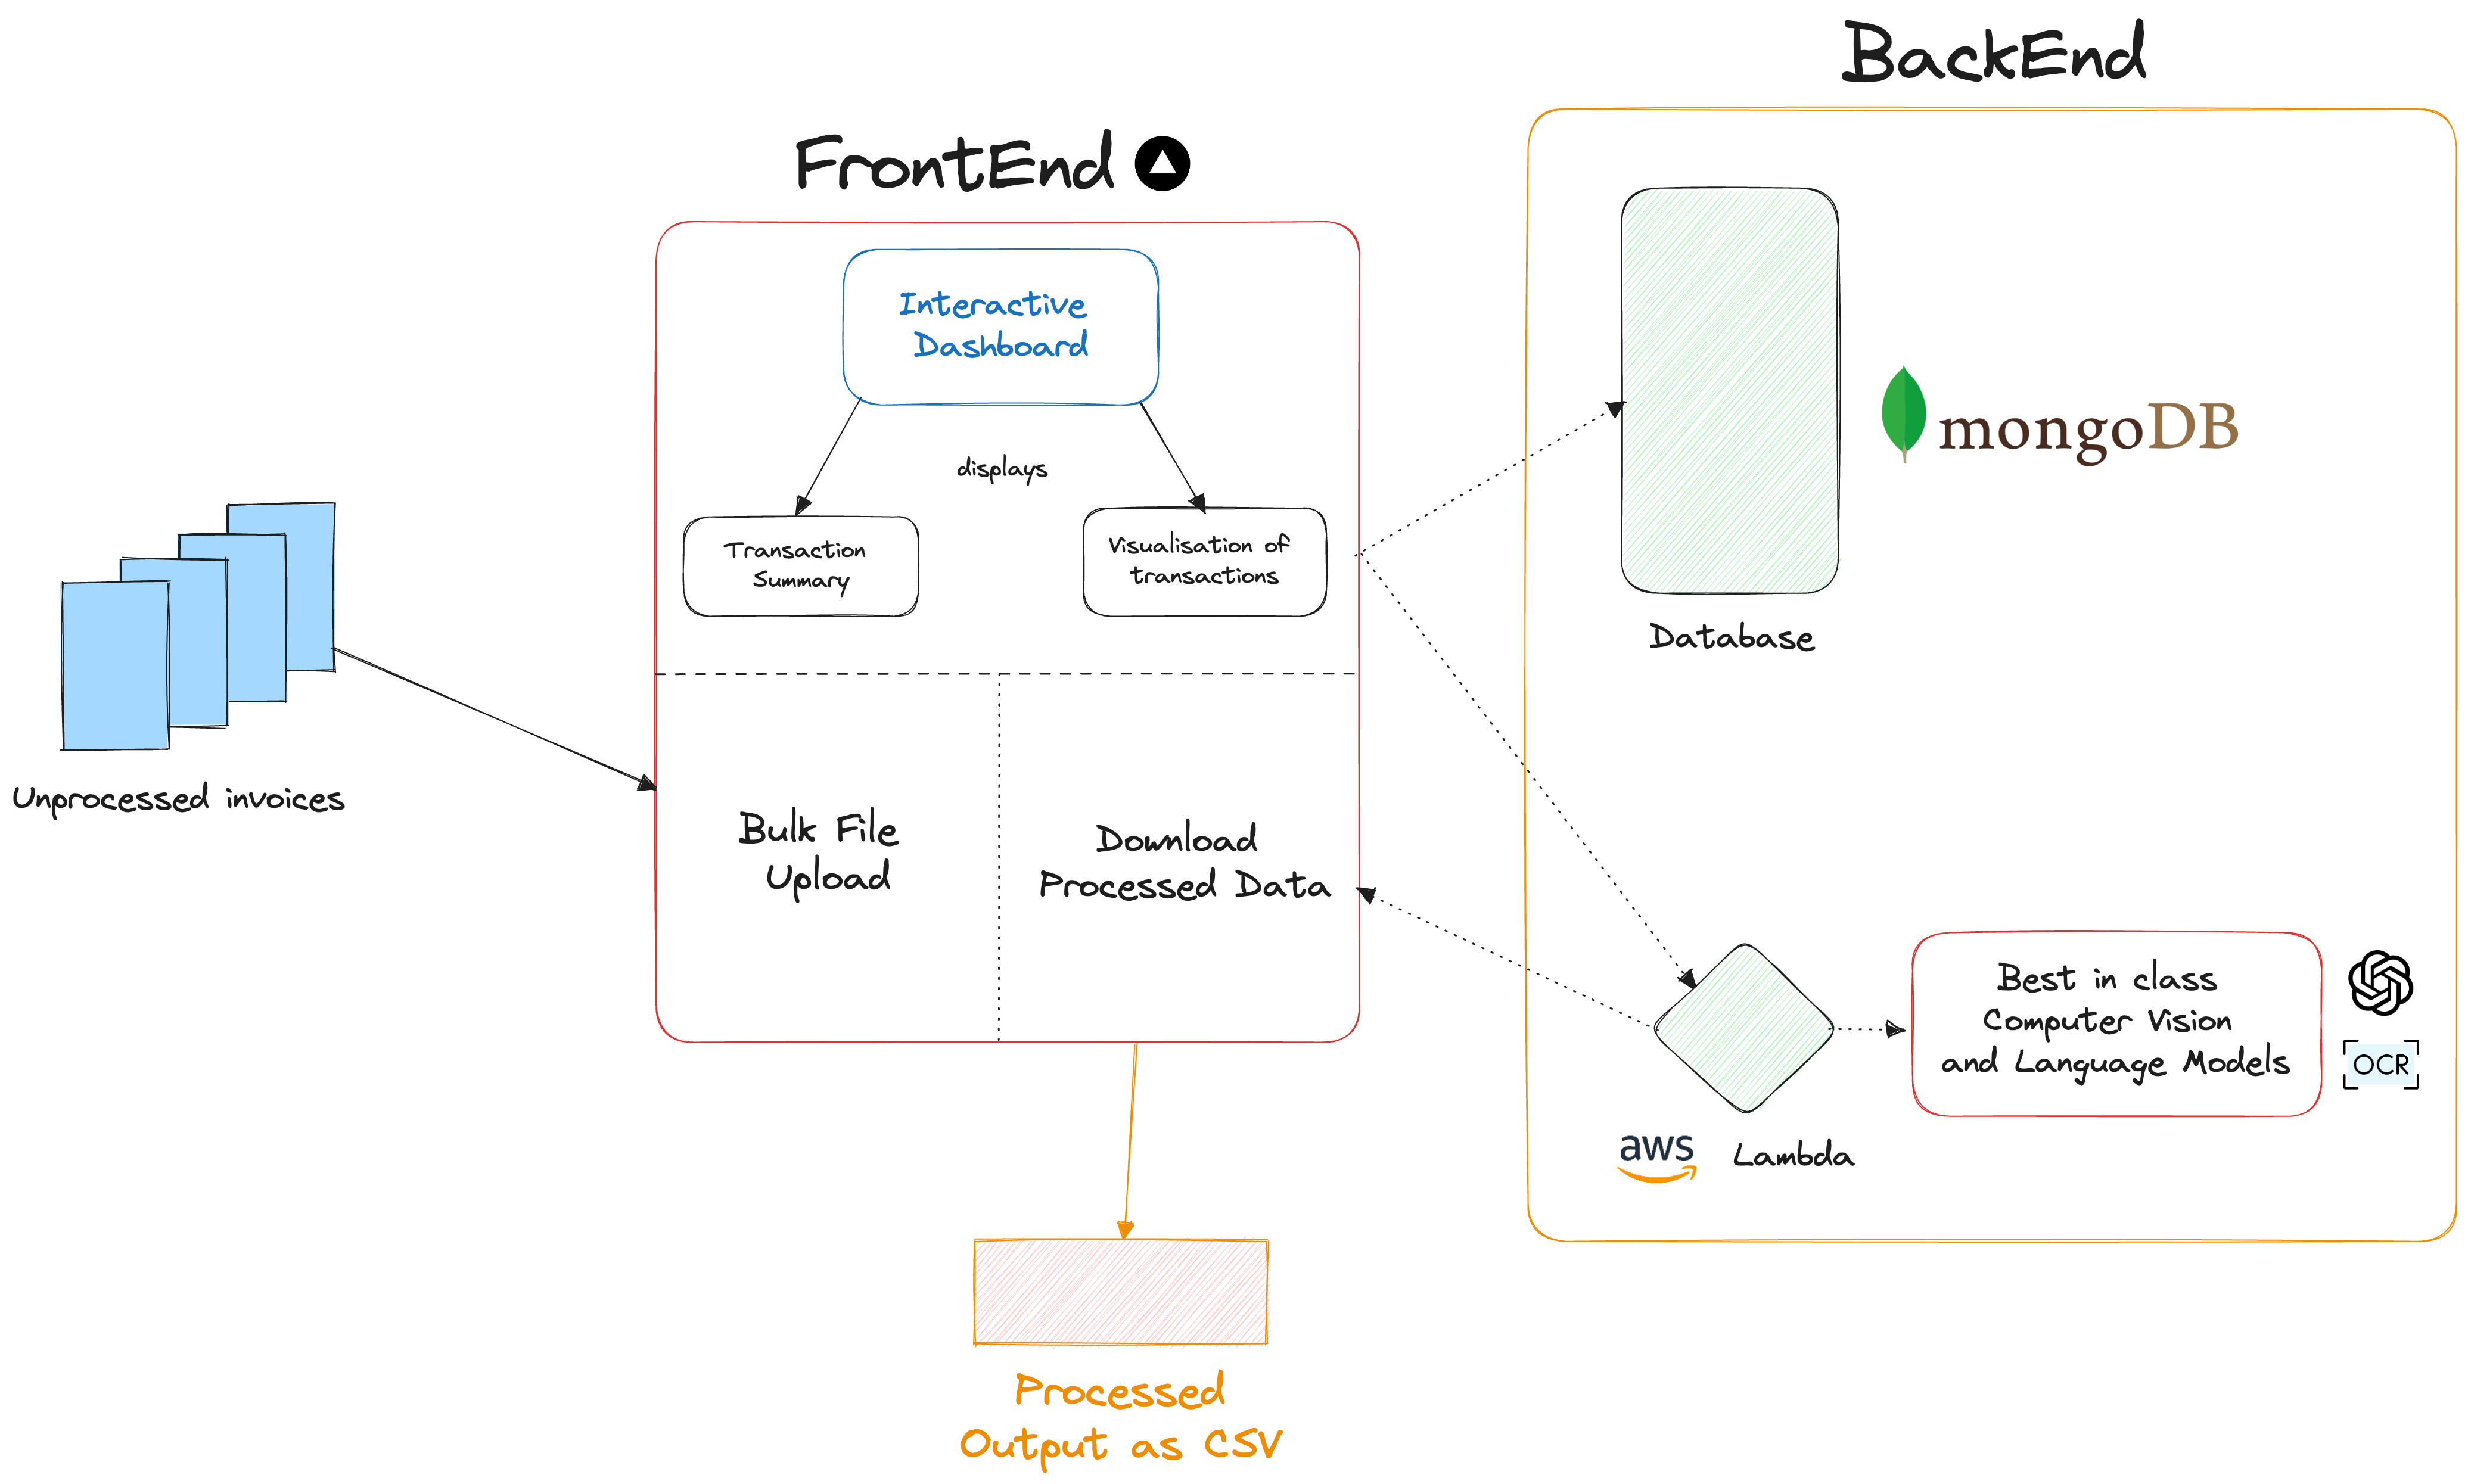 BackEnd
FrontEnd
Interactive
Dashboard
displays
Transaction
Summary
Visualisation of
transactions
mongoDB
Database
Unprocessed invoices
Bulk File
Upload
Download
Processed Data
Best in class
Computer Vision
and Language Models
OCR
aws
Lambda
Processed
Output as CSV